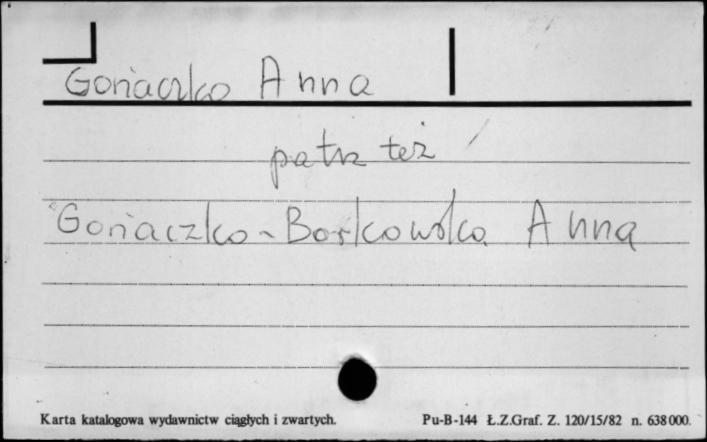 Goriaczko Anna
patrz też
Goriaczko-Borkowska Anna
Karta katalogowa wydawnictw ciągłych i zwartych.
Pu-B-144 Ł.Z.Graf. Z. 120/15/82 n. 638000.